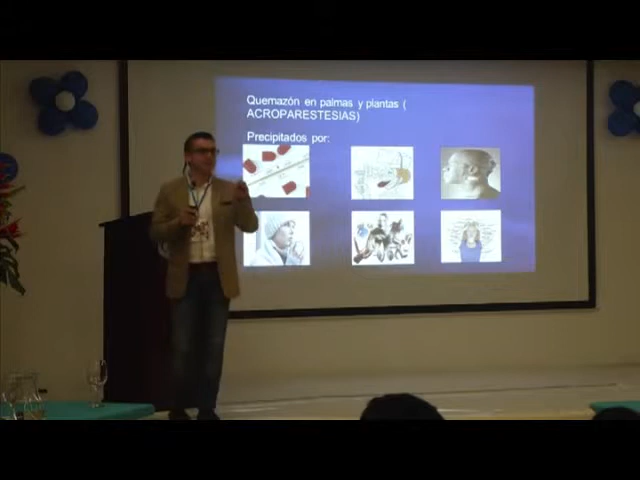 Quemazón en palmas y plantas (
ACROPARESTESIAS)
Precipitados por: